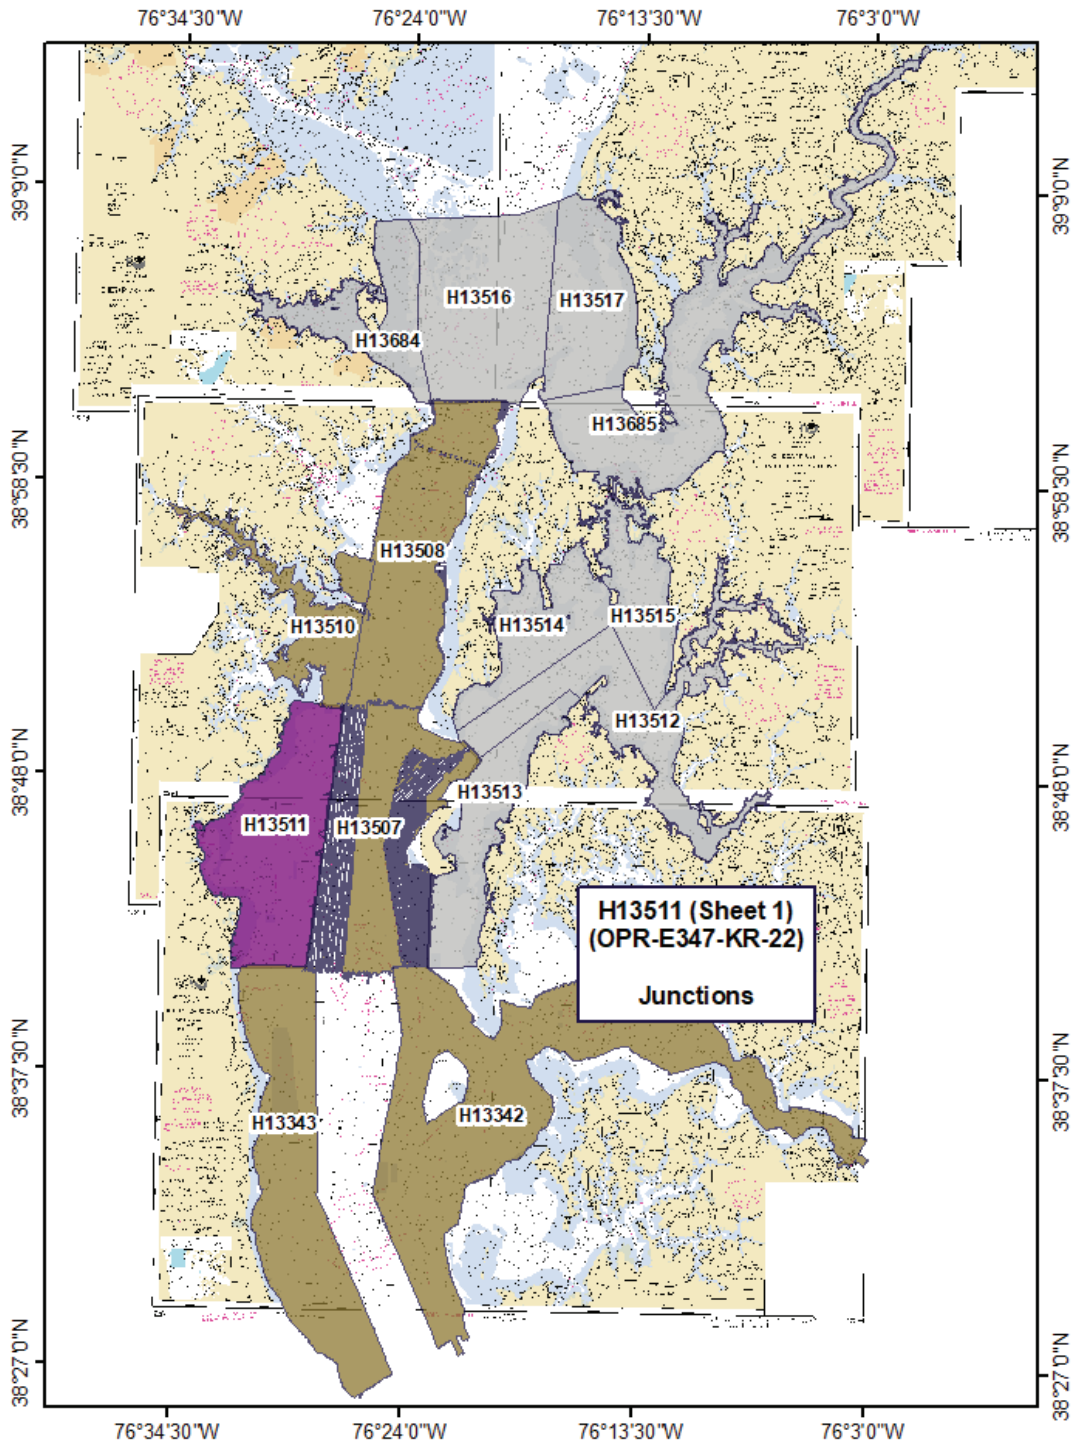 76°34'30"W 76°24'0"W 76°13'30"W 76°3'0"W
39°9'0"N
39°9'0"N
H13516
H13517
H13684
H13685
38°58'30"N
38°58'30"N
H13508
H13510
H13514
H13515
H13512
38°48'0"N
38°48'0"N
H13513
H13511
H13507
H13511 (Sheet 1)
(OPR-E347-KR-22)
Junctions
38°37'30"N
38°37'30"N
H13343
H13342
38°27'0"N
38°27'0"N
76°34'30"W 76°24'0"W 76°13'30"W 76°3'0"W